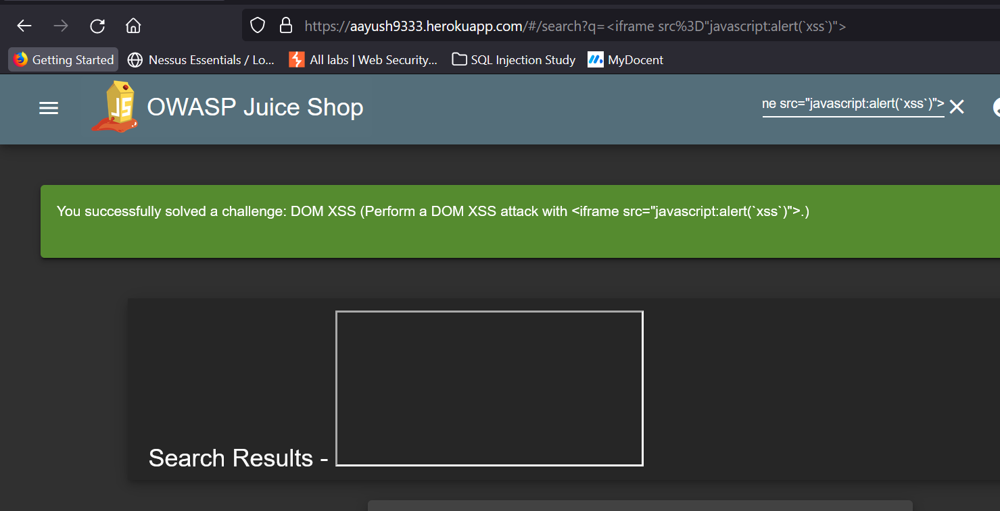 https://aayush9333.herokuapp.com/#/search?q=<iframe src%3D"javascript:alert(`xss`)">
Getting Started Nessus Essentials / Lo... All labs | Web Security... SQL Injection Study MyDocent
JS OWASP Juice Shop ne src="javascript:alert(`xss`)">
You successfully solved a challenge: DOM XSS (Perform a DOM XSS attack with <iframe src="javascript:alert(`xss`)">.)
Search Results -